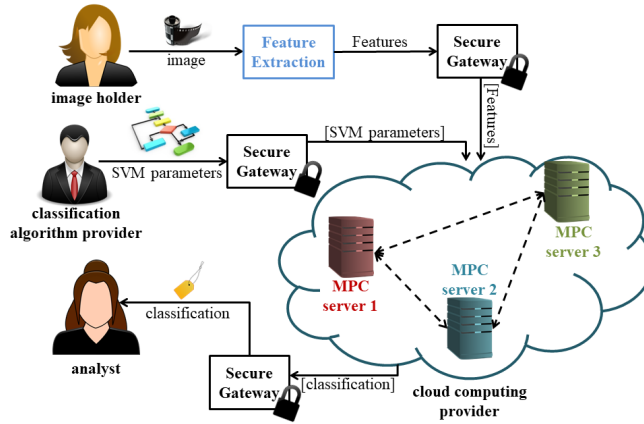 image
Feature
Extraction
Features
Secure
Gateway
image holder
[Features]
[SVM parameters]
SVM parameters
Secure
Gateway
classification
algorithm provider
MPC
server 3
MPC
server 1
MPC
server 2
classification
analyst
Secure
Gateway
[classification]
cloud computing
provider